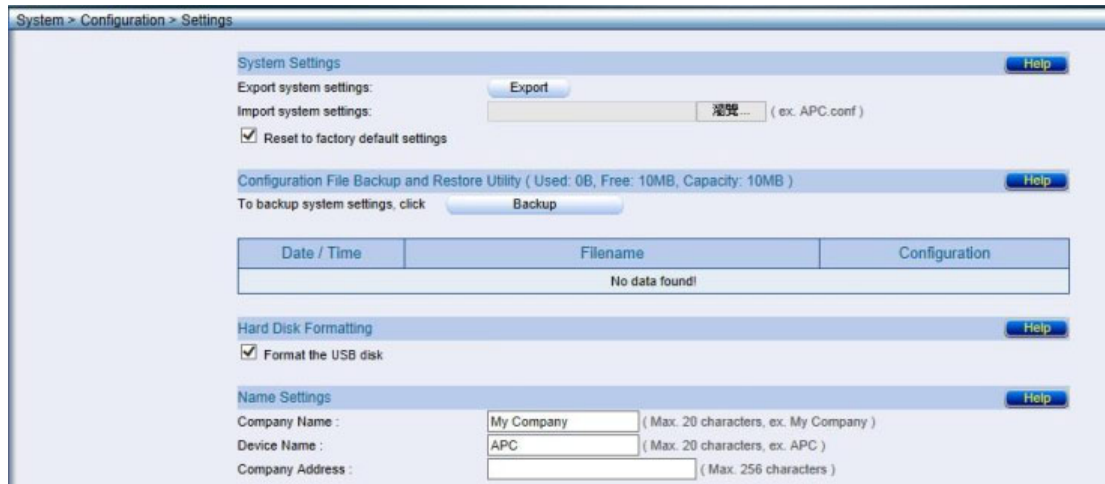 System > Configuration > Settings
System Settings Help
Export system settings: Export
Import system settings: 瀏覽... ( ex. APC.conf )
Reset to factory default settings
Configuration File Backup and Restore Utility ( Used: 0B, Free: 10MB, Capacity: 10MB ) Help
To backup system settings, click Backup
Date / Time Filename Configuration
No data found!
Hard Disk Formatting Help
Format the USB disk
Name Settings Help
Company Name : My Company ( Max. 20 characters, ex. My Company )
Device Name : APC ( Max. 20 characters, ex. APC )
Company Address : ( Max. 256 characters )